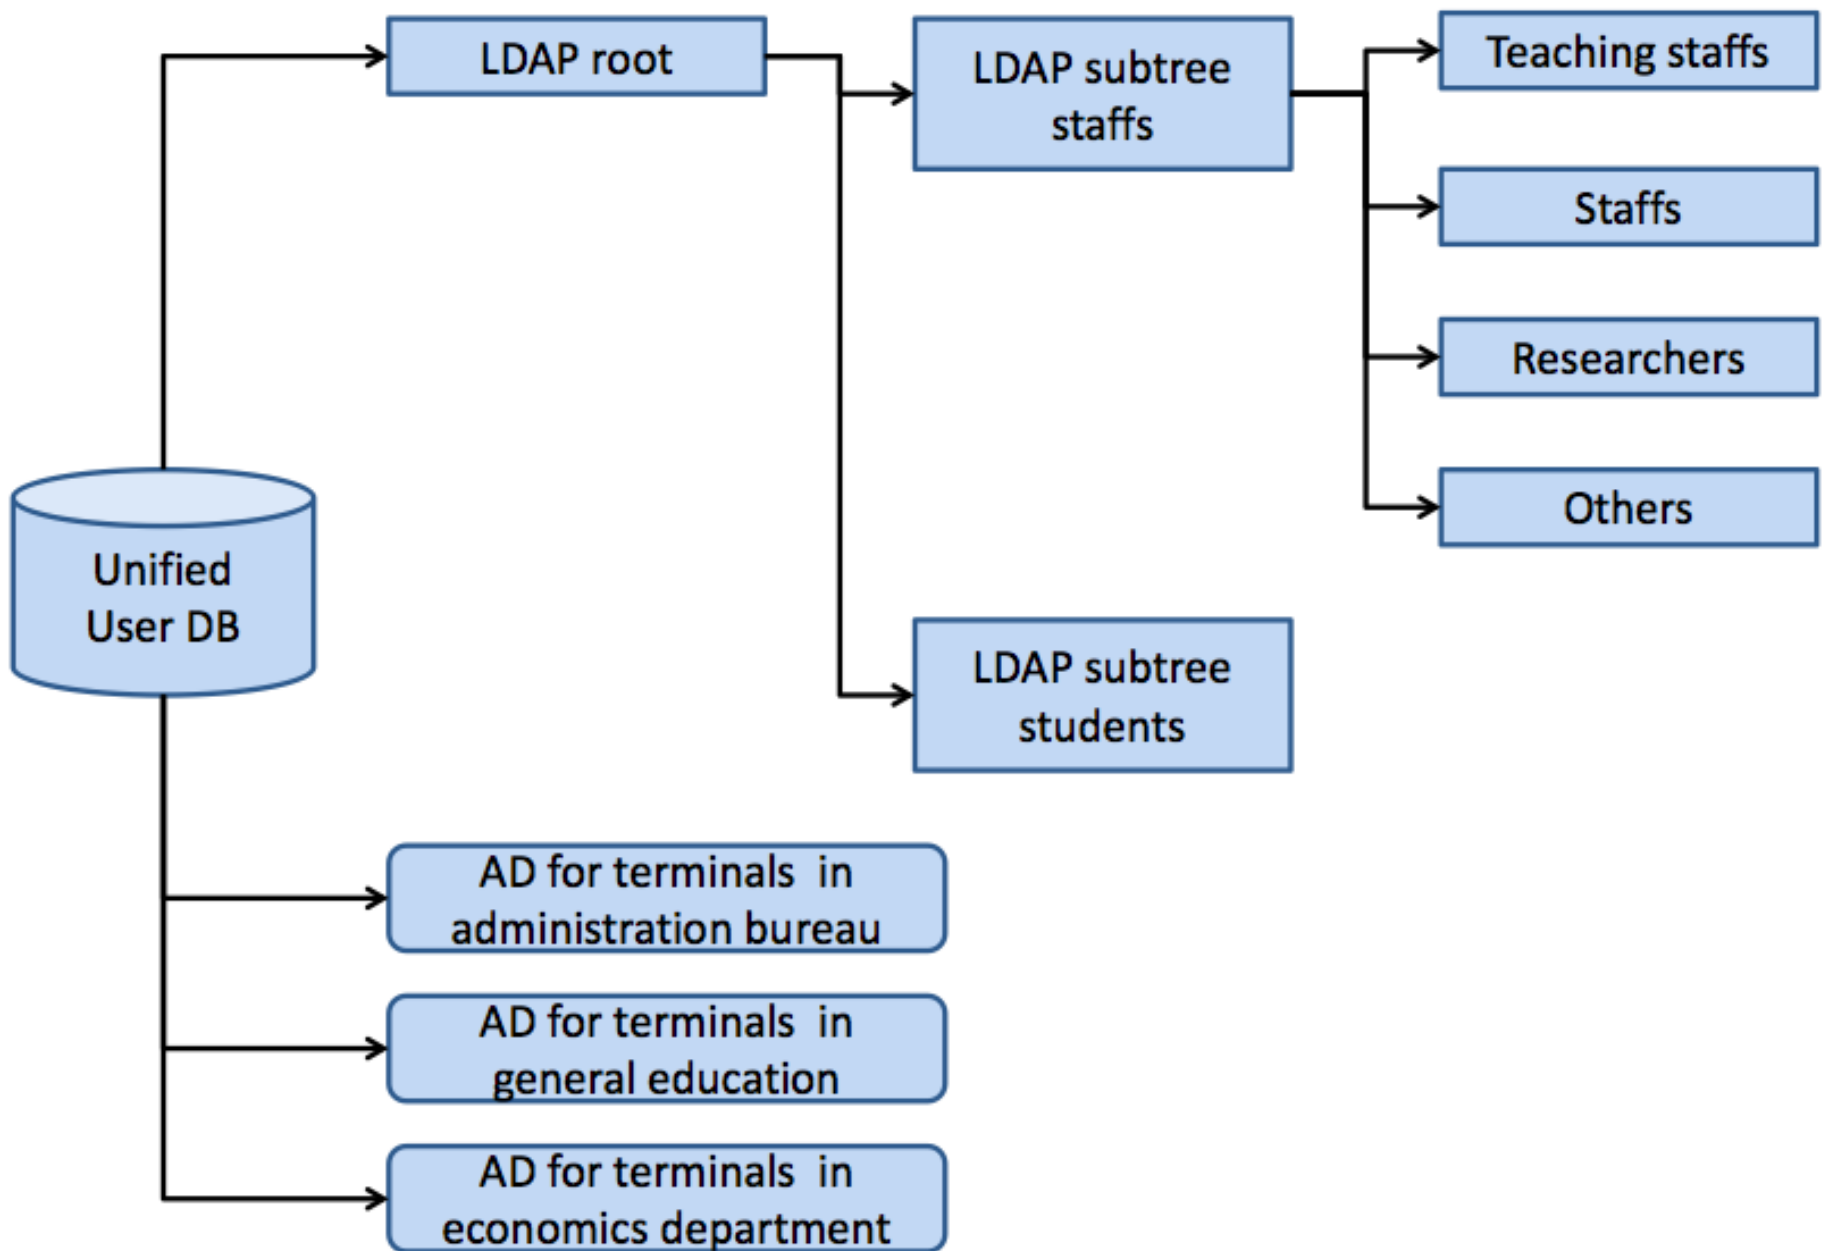 LDAP root
LDAP subtree
staffs
Teaching staffs
Staffs
Researchers
Others
Unified
User DB
LDAP subtree
students
AD for terminals  in
administration bureau
AD for terminals  in
general education
AD for terminals  in
economics department